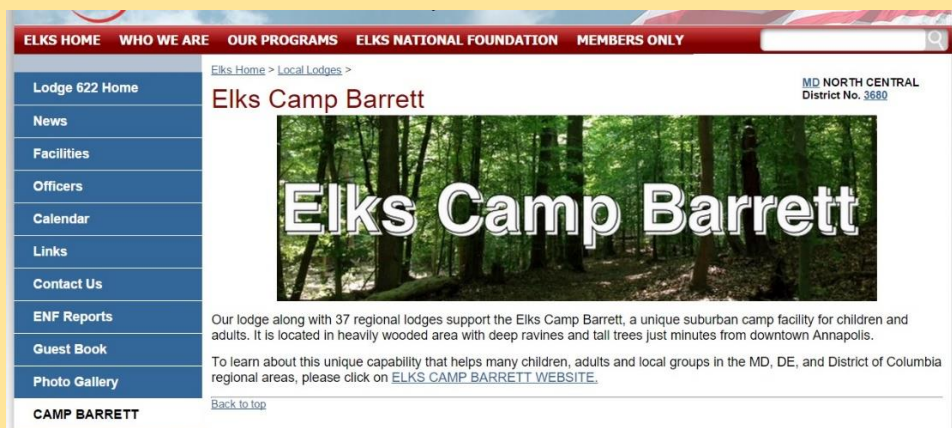 ELKS HOME WHO WE ARE OUR PROGRAMS ELKS NATIONAL FOUNDATION MEMBERS ONLY
Elks Home > Local Lodges >
MD NORTH CENTRAL
District No. 3680
Elks Camp Barrett
Lodge 622 Home
News
Facilities
Officers
Calendar
Links
Contact Us
ENF Reports
Guest Book
Photo Gallery
CAMP BARRETT
Elks Camp Barrett
Our lodge along with 37 regional lodges support the Elks Camp Barrett, a unique suburban camp facility for children and
adults. It is located in heavily wooded area with deep ravines and tall trees just minutes from downtown Annapolis.
To learn about this unique capability that helps many children, adults and local groups in the MD, DE, and District of Columbia
regional areas, please click on ELKS CAMP BARRETT WEBSITE.
Back to top